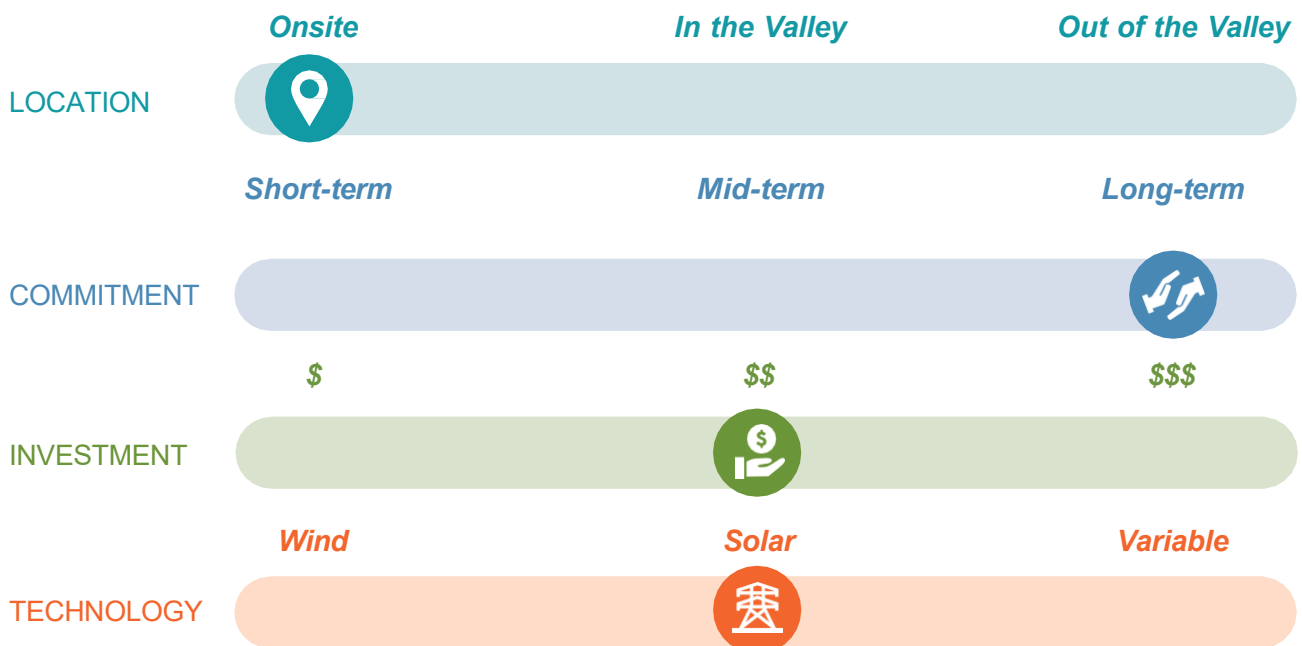 Onsite In the Valley Out of the Valley
LOCATION
Short-term Mid-term Long-term
COMMITMENT
$ $$ $$$
INVESTMENT $
Wind Solar Variable
TECHNOLOGY